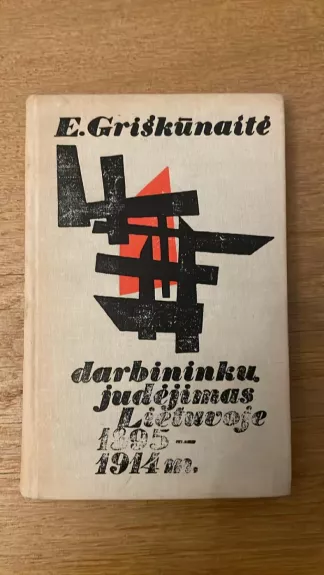 E.Griškūnaitė
darbininkų
judėjimas
Lietuvoje
1895-
1914 m.